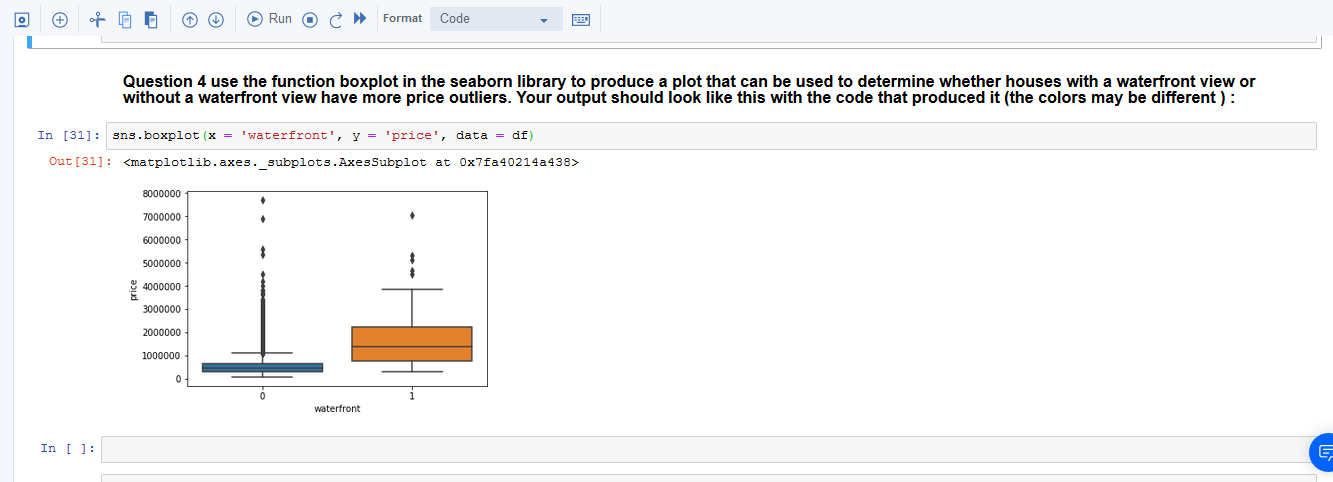 Run
Format
Code
Question 4 use the function boxplot in the seaborn library to produce a plot that can be used to determine whether houses with a waterfront view or
without a waterfront view have more price outliers. Your output should look like this with the code that produced it (the colors may be different ) :
In [31]: sns.boxplot(x = 'waterfront', y = 'price', data = df)
Out[31]: <matplotlib.axes._subplots.AxesSubplot at 0x7fa40214a438>
8000000
7000000
6000000
5000000
4000000
3000000
2000000
1000000
0
price
0 1
waterfront
In [ ]: